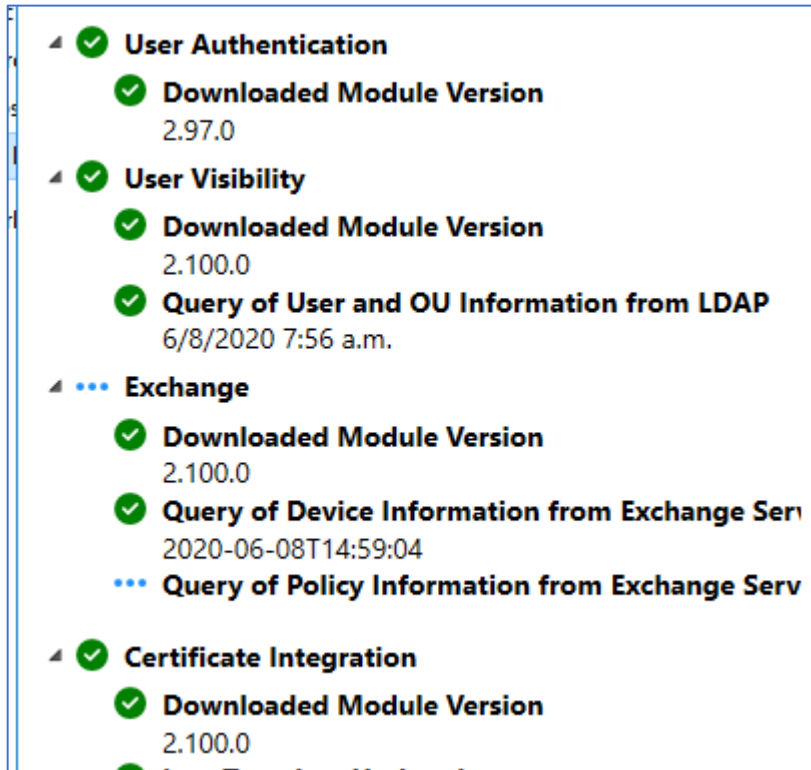 User Authentication
Downloaded Module Version
2.97.0
User Visibility
Downloaded Module Version
2.100.0
Query of User and OU Information from LDAP
6/8/2020 7:56 a.m.
Exchange
Downloaded Module Version
2.100.0
Query of Device Information from Exchange Serv
2020-06-08T14:59:04
Query of Policy Information from Exchange Serv
Certificate Integration
Downloaded Module Version
2.100.0